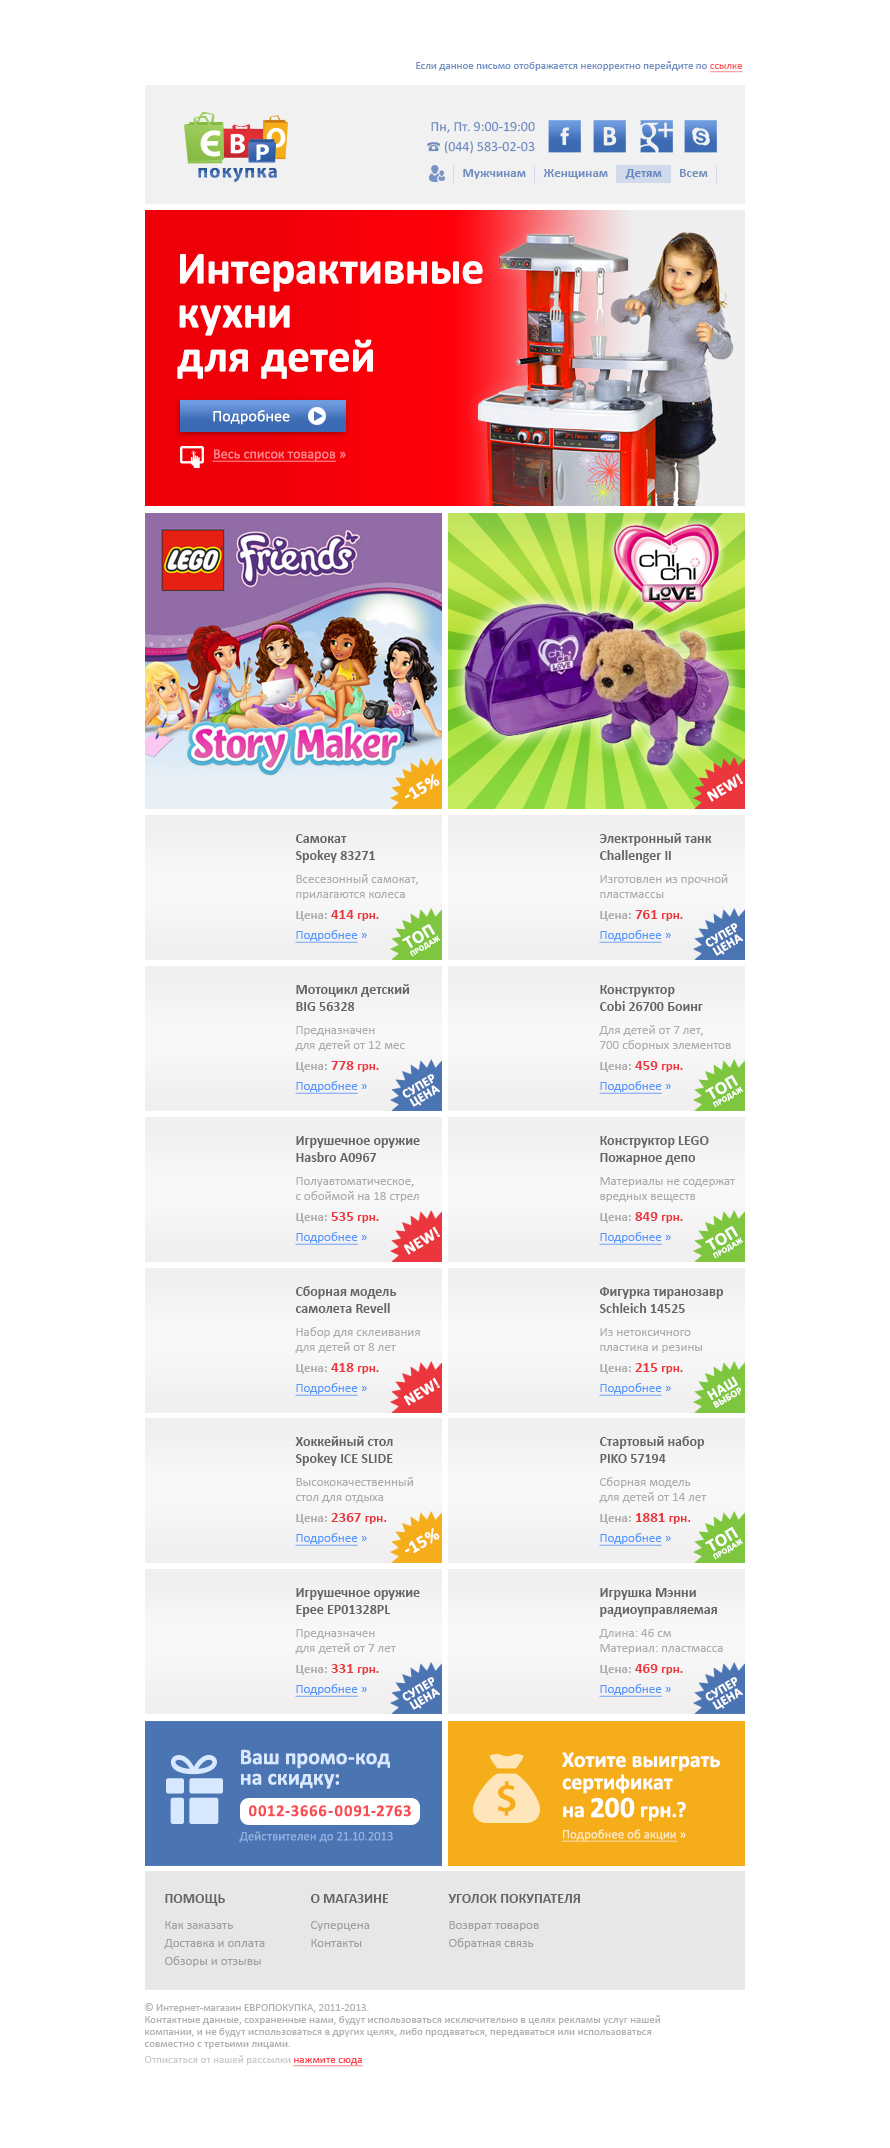 Если данное письмо отображается некорректно перейдите по ссылке
ЄВРО
покупка
Пн, Пт. 9:00-19:00
☎ (044) 583-02-03
f B g+ S
Мужчинам Женщинам Детям Всем
Интерактивные
кухни
для детей
Подробнее
Весь список товаров »
LEGO Friends
Story Maker
-15%
chi
chi
LOVE
chi
chi
LOVE
NEW!
Самокат
Spokey 83271
Всесезонный самокат,
прилагаются колеса
Цена: 414 грн.
Подробнее »
ТОП
ПРОДАЖ
Электронный танк
Challenger II
Изготовлен из прочной
пластмассы
Цена: 761 грн.
Подробнее »
СУПЕР
ЦЕНА
Мотоцикл детский
BIG 56328
Предназначен
для детей от 12 мес
Цена: 778 грн.
Подробнее »
СУПЕР
ЦЕНА
Конструктор
Cobi 26700 Боинг
Для детей от 7 лет,
700 сборных элементов
Цена: 459 грн.
Подробнее »
ТОП
ПРОДАЖ
Игрушечное оружие
Hasbro A0967
Полуавтоматическое,
с обоймой на 18 стрел
Цена: 535 грн.
Подробнее »
NEW!
Конструктор LEGO
Пожарное депо
Материалы не содержат
вредных веществ
Цена: 849 грн.
Подробнее »
ТОП
ПРОДАЖ
Сборная модель
самолета Revell
Набор для склеивания
для детей от 8 лет
Цена: 418 грн.
Подробнее »
NEW!
Фигурка тиранозавр
Schleich 14525
Из нетоксичного
пластика и резины
Цена: 215 грн.
Подробнее »
НАШ
ВЫБОР
Хоккейный стол
Spokey ICE SLIDE
Высококачественный
стол для отдыха
Цена: 2367 грн.
Подробнее »
-15%
Стартовый набор
PIKO 57194
Сборная модель
для детей от 14 лет
Цена: 1881 грн.
Подробнее »
ТОП
ПРОДАЖ
Игрушечное оружие
Epee EP01328PL
Предназначен
для детей от 7 лет
Цена: 331 грн.
Подробнее »
СУПЕР
ЦЕНА
Игрушка Мэнни
радиоуправляемая
Длина: 46 см
Материал: пластмасса
Цена: 469 грн.
Подробнее »
СУПЕР
ЦЕНА
Ваш промо-код
на скидку:
0012-3666-0091-2763
Действителен до 21.10.2013
$
Хотите выиграть
сертификат
на 200 грн.?
Подробнее об акции »
ПОМОЩЬ
Как заказать
Доставка и оплата
Обзоры и отзывы
О МАГАЗИНЕ
Суперцена
Контакты
УГОЛОК ПОКУПАТЕЛЯ
Возврат товаров
Обратная связь
© Интернет-магазин ЕВРОПОКУПКА, 2011-2013.
Контактные данные, сохраненные нами, будут использоваться исключительно в целях рекламы услуг нашей
компании, и не будут использоваться в других целях, либо продаваться, передаваться или использоваться
совместно с третьими лицами.
Отписаться от нашей рассылки нажмите сюда